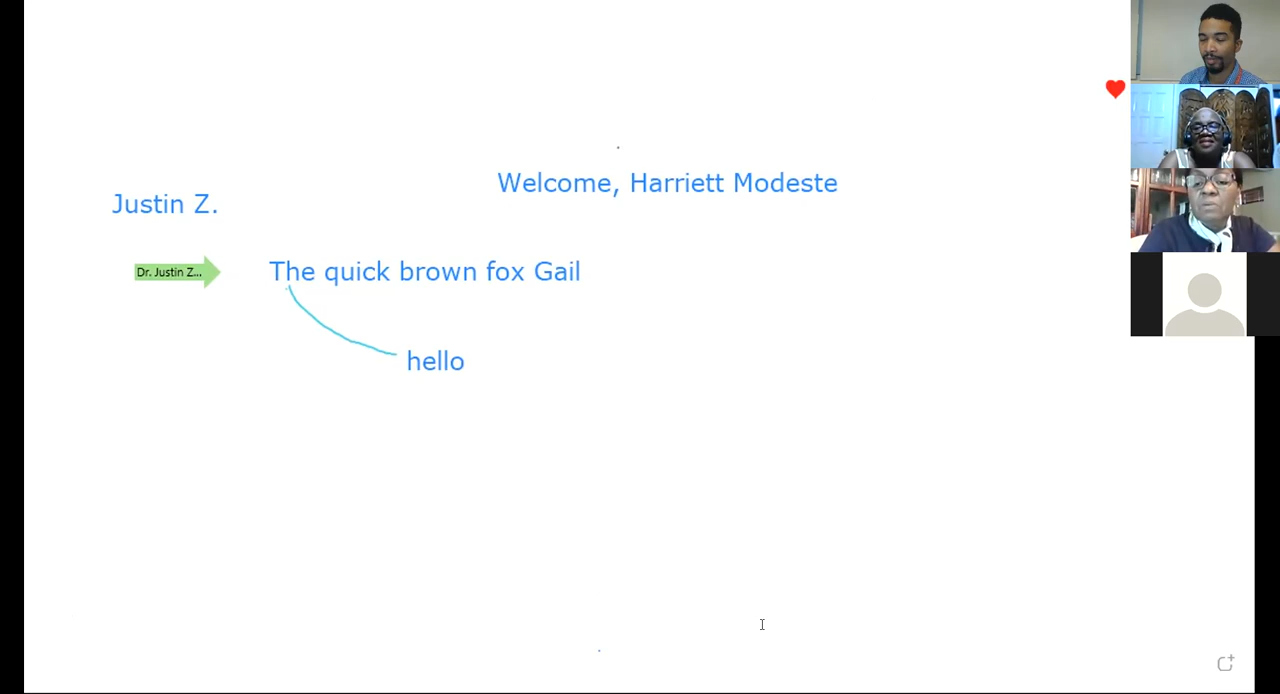 Welcome, Harriett Modeste
Justin Z.
Dr. Justin Z...
The quick brown fox Gail
hello